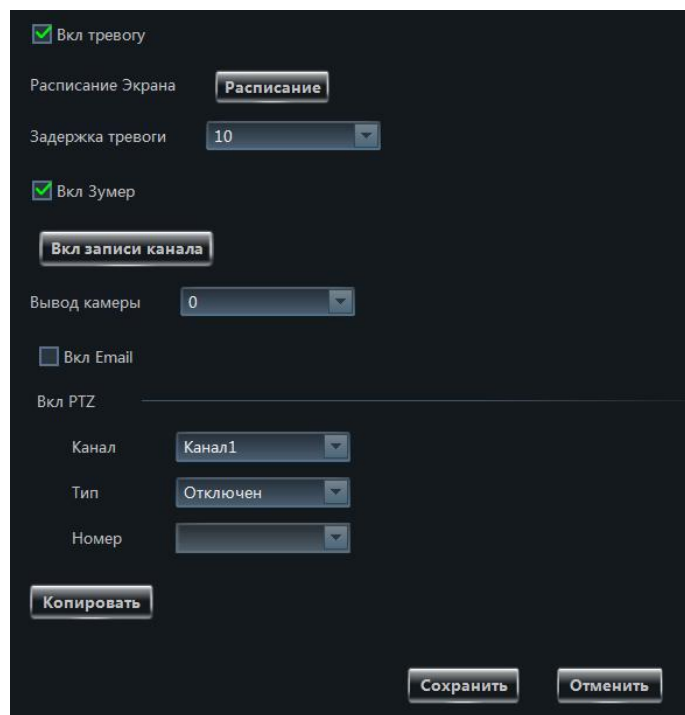 Вкл тревогу
Расписание Экрана Расписание
Задержка тревоги 10
Вкл Зумер
Вкл записи канала
Вывод камеры 0
Вкл Email
Вкл PTZ
Канал Канал1
Тип Отключен
Номер
Копировать
Сохранить Отменить